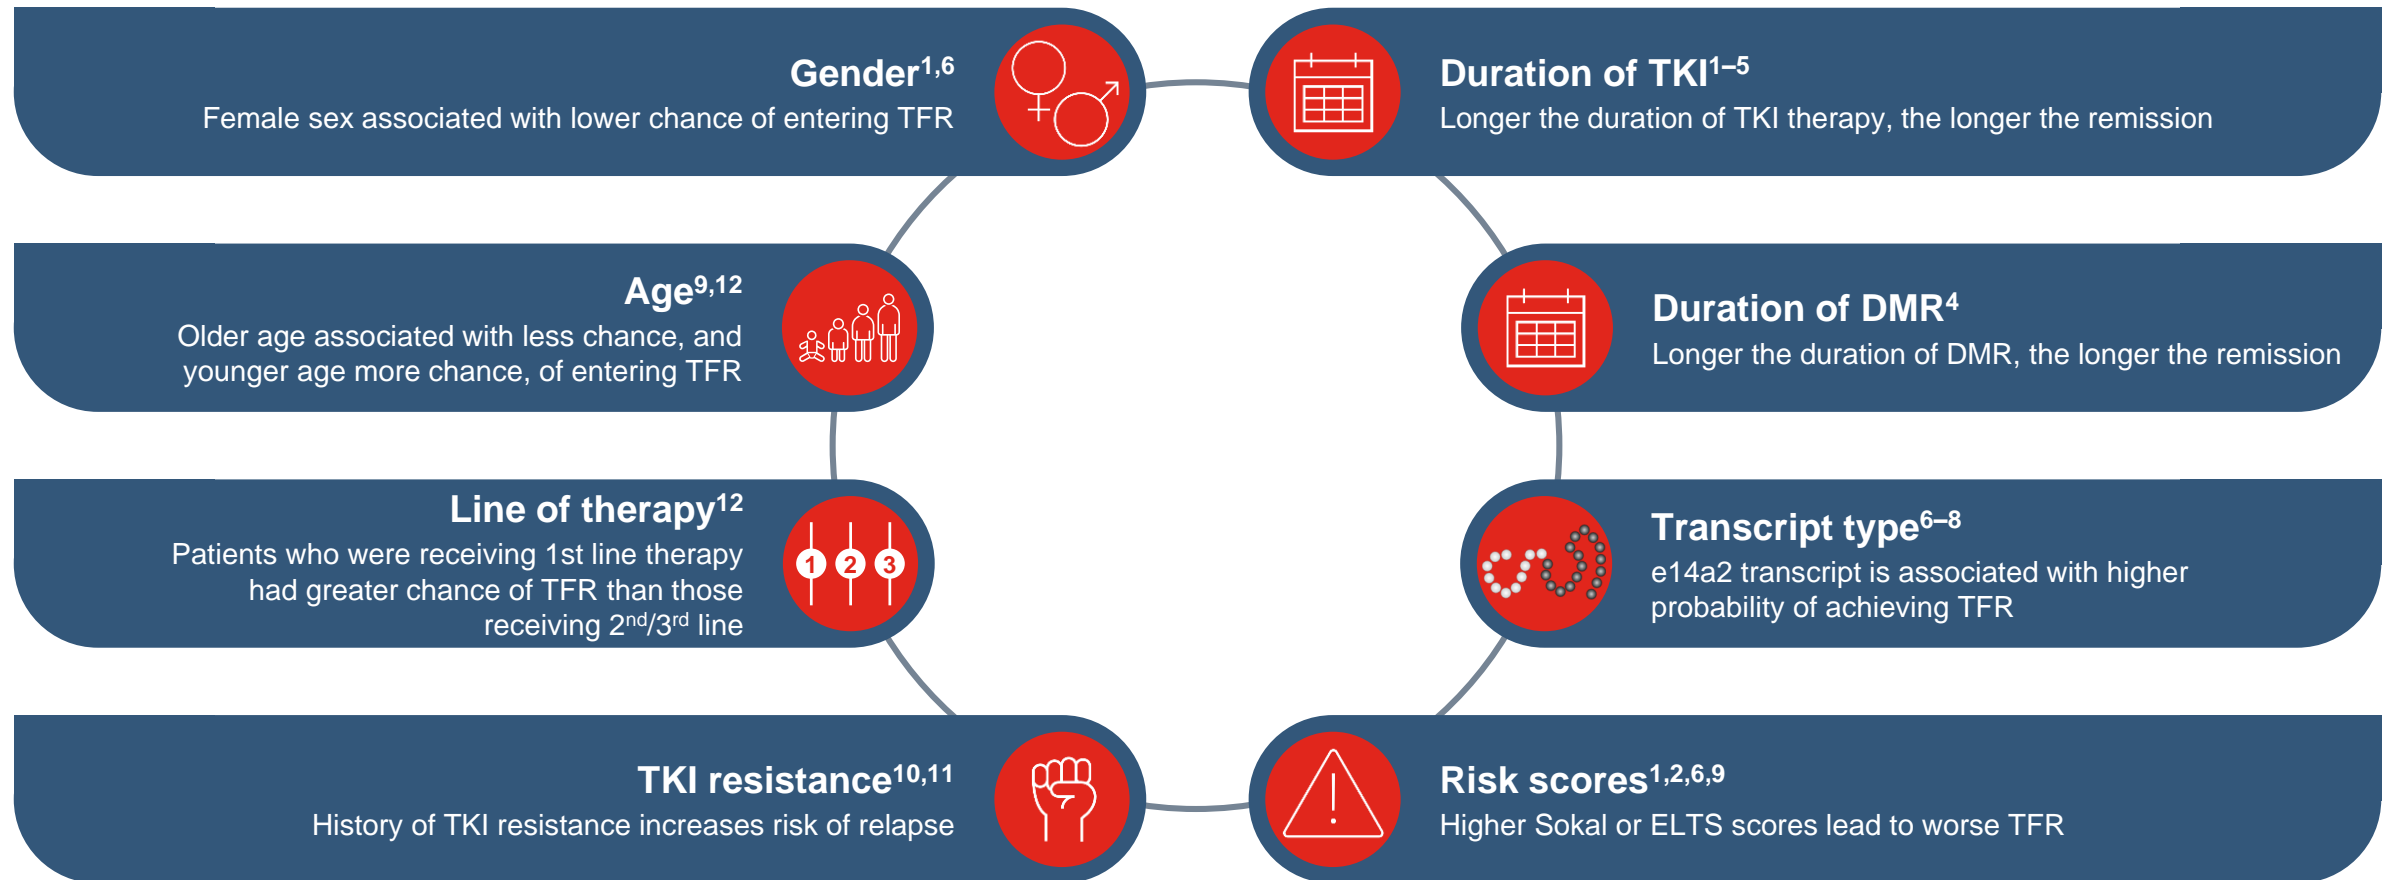 Gender1,6
Female sex associated with lower chance of entering TFR
Duration of TKI1–5
Longer the duration of TKI therapy, the longer the remission
Age9,12
Older age associated with less chance, and
younger age more chance, of entering TFR
Duration of DMR4
Longer the duration of DMR, the longer the remission
Line of therapy12
Patients who were receiving 1st line therapy
had greater chance of TFR than those
receiving 2nd/3rd line
1 2 3
Transcript type6–8
e14a2 transcript is associated with higher
probability of achieving TFR
TKI resistance10,11
History of TKI resistance increases risk of relapse
Risk scores1,2,6,9
Higher Sokal or ELTS scores lead to worse TFR